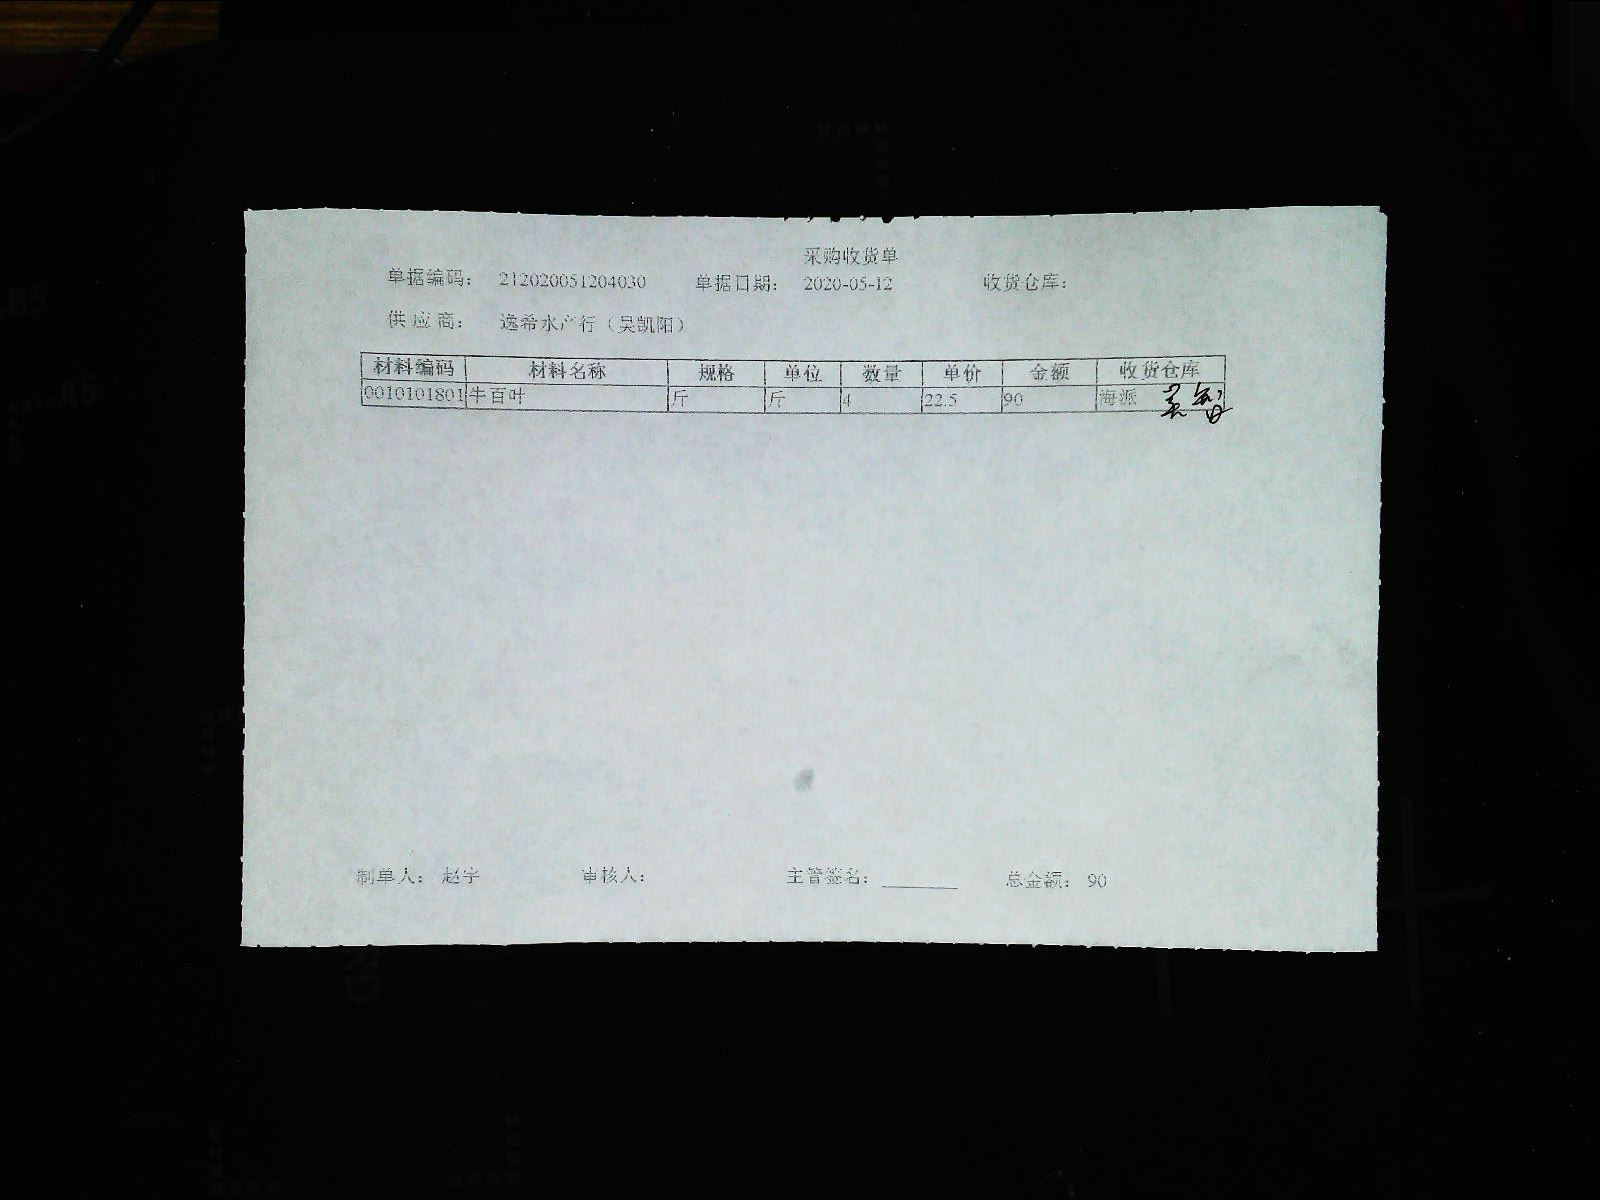 采购收货单
单据编码: 212020051204030 单据日期: 2020-05-12 收货仓库:
供应商: 逸希水产行(吴凯阳)
材料编码 材料名称 规格 单位 数量 单价 金额 收货仓库
0010101801 牛百叶 斤 斤 4 22.5 90 海派
制单人: 赵宇 审核人: 主管签名: 总金额: 90